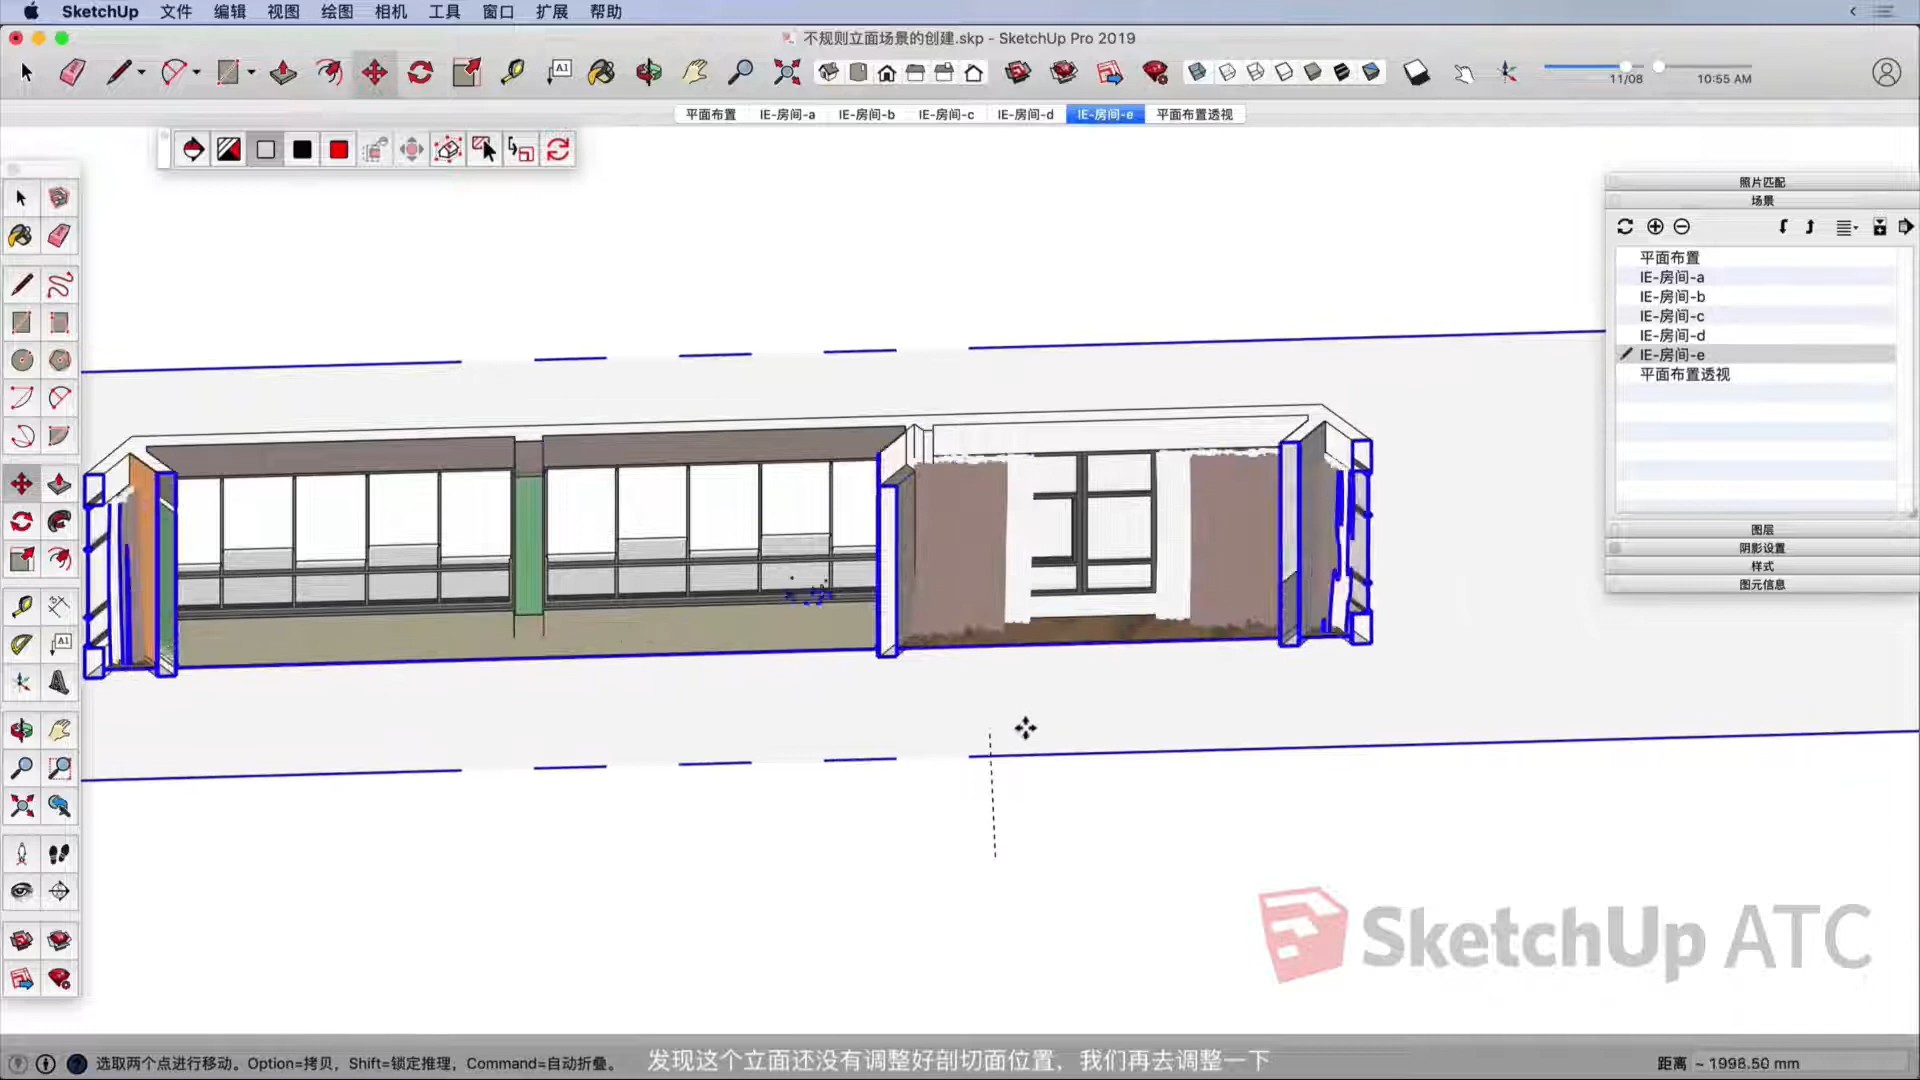 SketchUp 文件 编辑 视图 绘图 相机 工具 窗口 扩展 帮助
不规则立面场景的创建.skp - SketchUp Pro 2019
A1
11/08 10:55 AM
平面布置 IE-房间-a IE-房间-b IE-房间-c IE-房间-d IE-房间-e 平面布置透视
照片匹配
场景
平面布置
IE-房间-a
IE-房间-b
IE-房间-c
IE-房间-d
IE-房间-e
平面布置透视
图层
阴影设置
样式
图元信息
A1
SketchUp ATC
选取两个点进行移动。Option=拷贝，Shift=锁定推理，Command=自动折叠。
发现这个立面还没有调整好剖切面位置，我们再去调整一下
距离 ~ 1998.50 mm